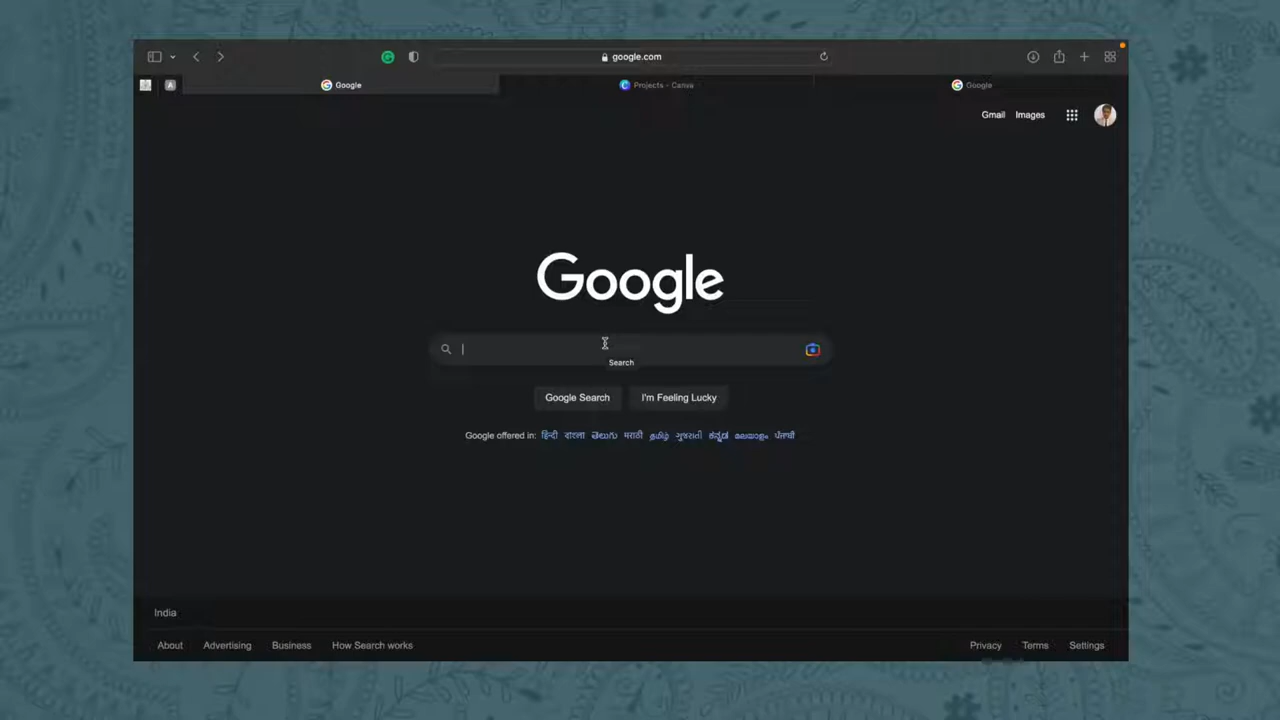 google.com
A
Google
Projects - Canva
Google
Gmail Images
Google
Search
Google Search
I'm Feeling Lucky
Google offered in: हिन्दी বাংলা తెలుగు मराठी தமிழ் ગુજરાતી ಕನ್ನಡ മലയാളം ਪੰਜਾਬੀ
India
About Advertising Business How Search works
Privacy Terms Settings